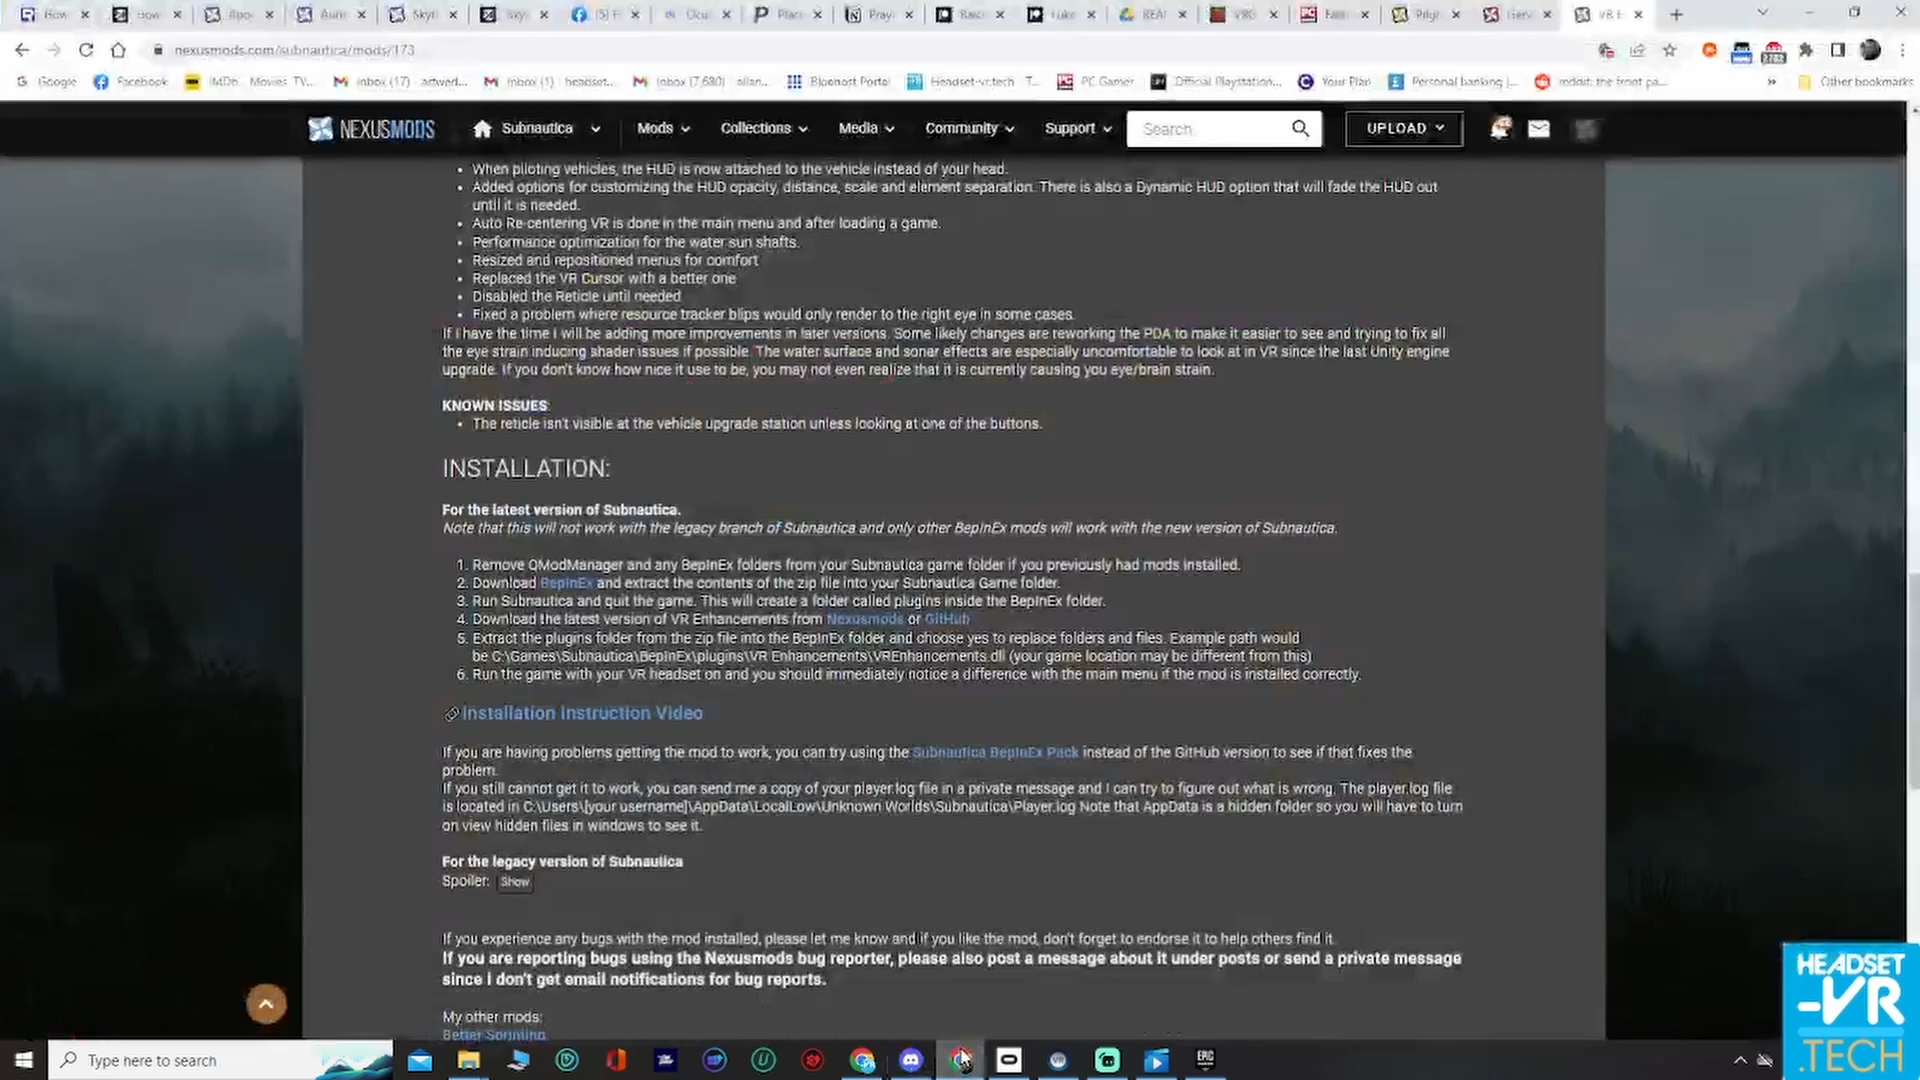 How
How
Apo
Skyr
Sky
(5) F
Ocul
Place
Pray
REA
VRG
Pilgr
VR E
nexusmods.com/subnautica/mods/173
Google
Facebook
IMDb - Movies, TV...
inbox (17) - artwed...
Inbox (1) - headset...
Inbox (7,680) - allan...
Bluehost Portal
Headset-vr.tech - T...
PC Gamer
Official Playstation...
Your Plan
Personal banking |...
reddit: the front pa...
»
Other bookmarks
NEXUSMODS
Subnautica
Mods
Collections
Media
Community
Support
Search
UPLOAD
• When piloting vehicles, the HUD is now attached to the vehicle instead of your head.
• Added options for customizing the HUD opacity, distance, scale and element separation. There is also a Dynamic HUD option that will fade the HUD out
until it is needed.
• Auto Re-centering VR is done in the main menu and after loading a game.
• Performance optimization for the water sun shafts.
• Resized and repositioned menus for comfort
• Replaced the VR Cursor with a better one
• Disabled the Reticle until needed
• Fixed a problem where resource tracker blips would only render to the right eye in some cases.
If I have the time I will be adding more improvements in later versions. Some likely changes are reworking the PDA to make it easier to see and trying to fix all
the eye strain inducing shader issues if possible. The water surface and sonar effects are especially uncomfortable to look at in VR since the last Unity engine
upgrade. If you don't know how nice it use to be, you may not even realize that it is currently causing you eye/brain strain.
KNOWN ISSUES
• The reticle isn't visible at the vehicle upgrade station unless looking at one of the buttons.
INSTALLATION:
For the latest version of Subnautica.
Note that this will not work with the legacy branch of Subnautica and only other BepInEx mods will work with the new version of Subnautica.
1. Remove QModManager and any BepInEx folders from your Subnautica game folder if you previously had mods installed.
2. Download BepInEx and extract the contents of the zip file into your Subnautica Game folder.
3. Run Subnautica and quit the game. This will create a folder called plugins inside the BepInEx folder.
4. Download the latest version of VR Enhancements from Nexusmods or GitHub
5. Extract the plugins folder from the zip file into the BepInEx folder and choose yes to replace folders and files. Example path would
be C:\Games\Subnautica\BepInEx\plugins\VR Enhancements\VREnhancements.dll (your game location may be different from this)
6. Run the game with your VR headset on and you should immediately notice a difference with the main menu if the mod is installed correctly.
Installation Instruction Video
If you are having problems getting the mod to work, you can try using the Subnautica BepInEx Pack instead of the GitHub version to see if that fixes the
problem.
If you still cannot get it to work, you can send me a copy of your player.log file in a private message and I can try to figure out what is wrong. The player.log file
is located in C:\Users\[your username]\AppData\LocalLow\Unknown Worlds\Subnautica\Player.log Note that AppData is a hidden folder so you will have to turn
on view hidden files in windows to see it.
For the legacy version of Subnautica
Spoiler: Show
If you experience any bugs with the mod installed, please let me know and if you like the mod, don't forget to endorse it to help others find it.
If you are reporting bugs using the Nexusmods bug reporter, please also post a message about it under posts or send a private message
since I don't get email notifications for bug reports.
My other mods:
Better Sprinting
Type here to search
EPIC
HEADSET
-VR
.TECH